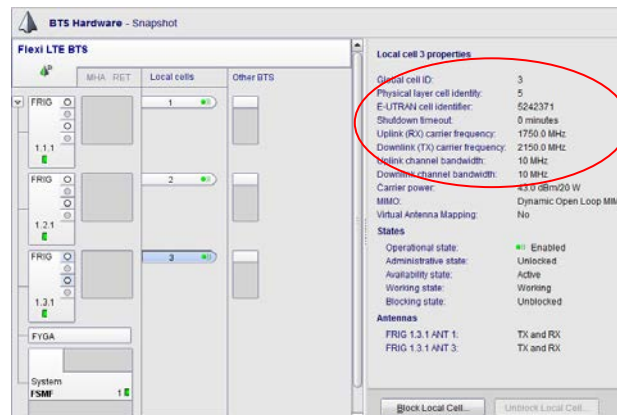 BTS Hardware - Snapshot
Flexi LTE BTS
MHA RET
Local cells
Other BTS
FRIG
1.1.1
1
FRIG
1.2.1
2
FRIG
1.3.1
3
FYGA
System
FSMF
1
Local cell 3 properties
Global cell ID: 3
Physical layer cell identity: 5
E-UTRAN cell identifier: 5242371
Shutdown timeout: 0 minutes
Uplink (RX) carrier frequency: 1750.0 MHz
Downlink (TX) carrier frequency: 2150.0 MHz
Uplink channel bandwidth: 10 MHz
Downlink channel bandwidth: 10 MHz
Carrier power: 43.0 dBm/20 W
MIMO: Dynamic Open Loop MIM
Virtual Antenna Mapping: No
States
Operational state: Enabled
Administrative state: Unlocked
Availability state: Active
Working state: Working
Blocking state: Unblocked
Antennas
FRIG 1.3.1 ANT 1: TX and RX
FRIG 1.3.1 ANT 3: TX and RX
Block Local Cell...
Unblock Local Cell...